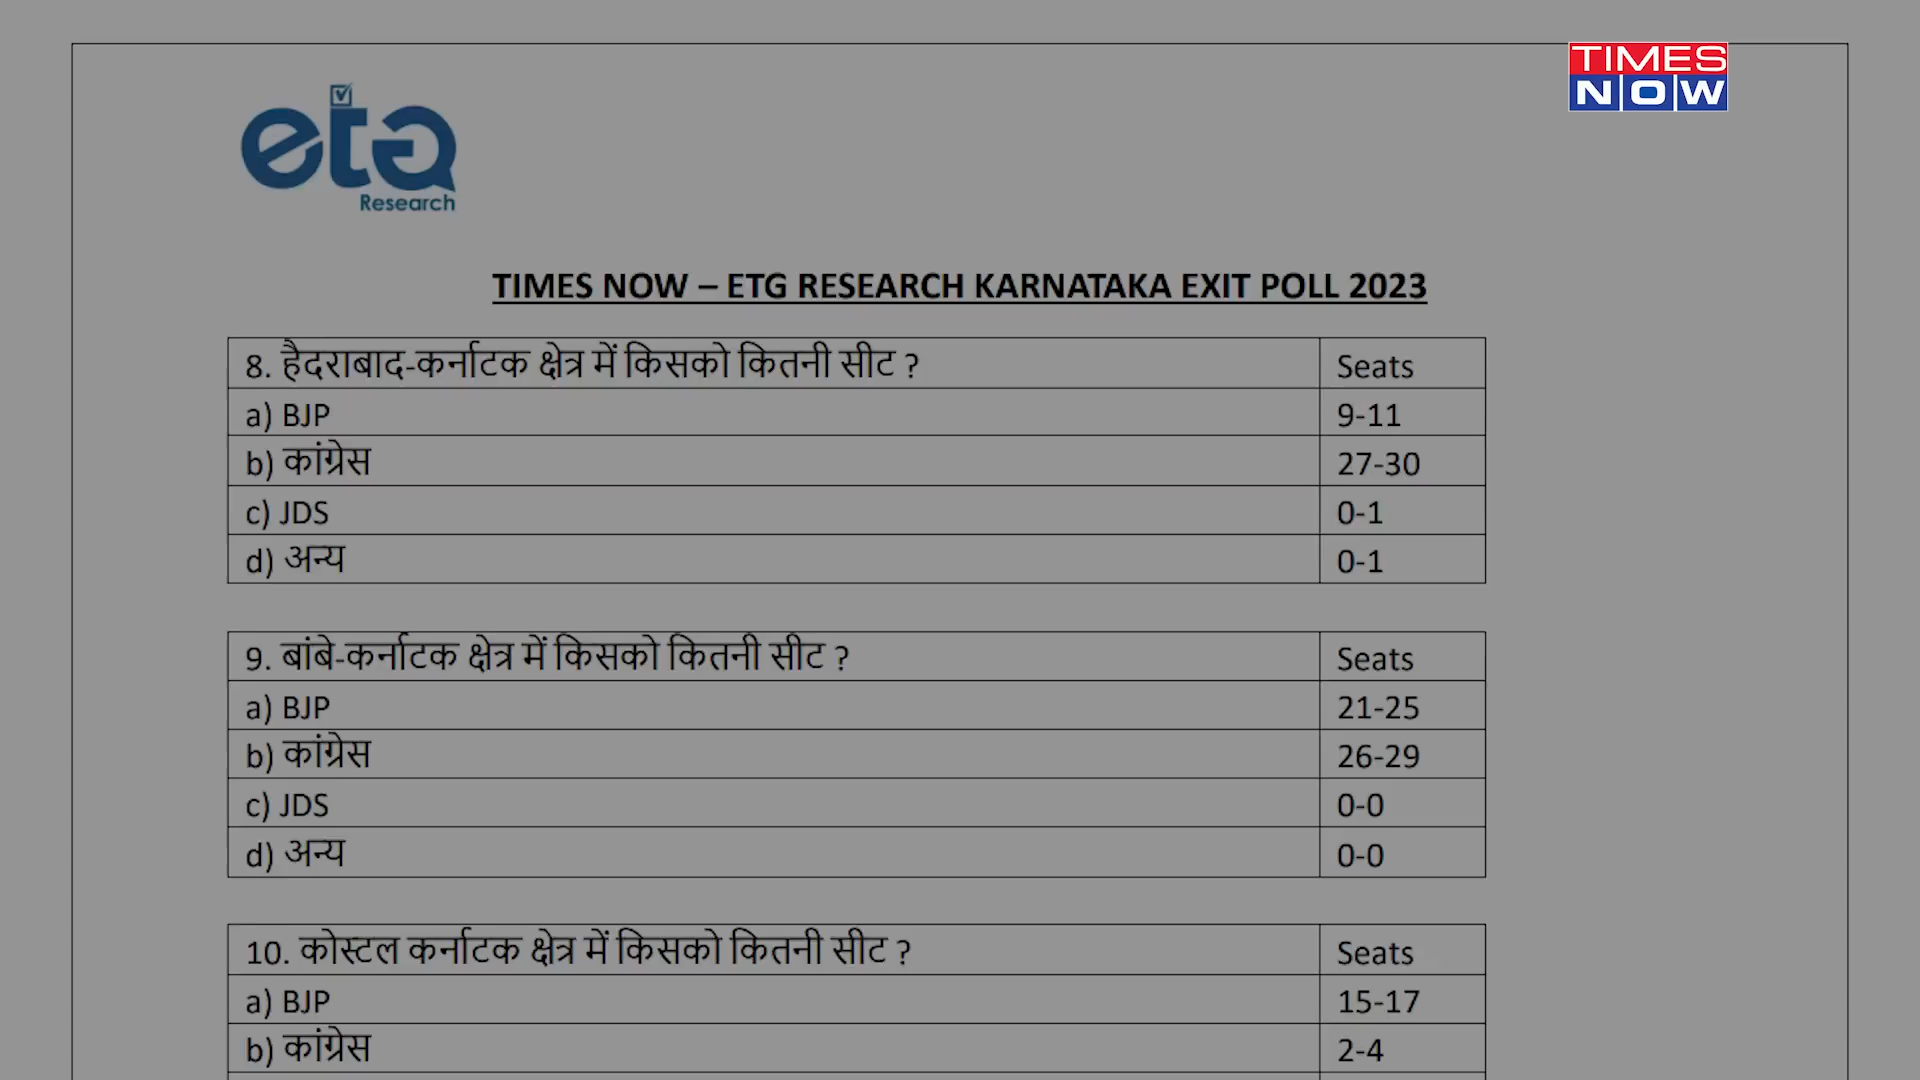 TIMES
NOW
etg
Research
TIMES NOW – ETG RESEARCH KARNATAKA EXIT POLL 2023
8. हैदराबाद-कर्नाटक क्षेत्र में किसको कितनी सीट ? Seats
a) BJP 9-11
b) कांग्रेस 27-30
c) JDS 0-1
d) अन्य 0-1
9. बांबे-कर्नाटक क्षेत्र में किसको कितनी सीट ? Seats
a) BJP 21-25
b) कांग्रेस 26-29
c) JDS 0-0
d) अन्य 0-0
10. कोस्टल कर्नाटक क्षेत्र में किसको कितनी सीट ? Seats
a) BJP 15-17
b) कांग्रेस 2-4